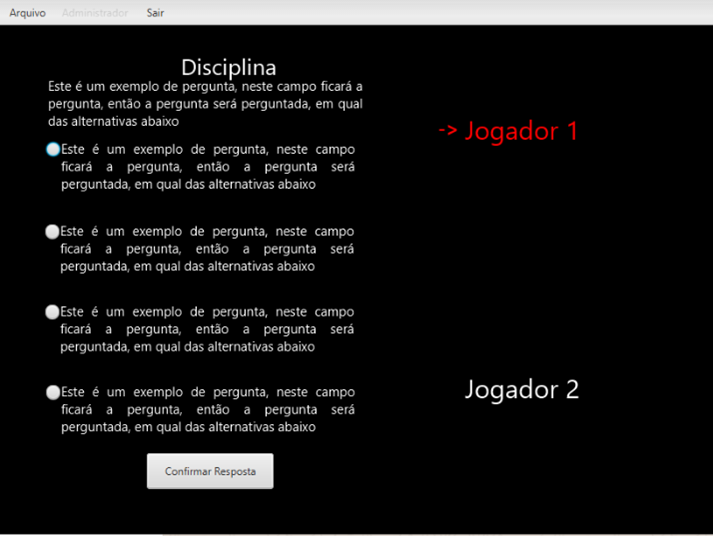 Arquivo Administrador Sair
Disciplina
Este é um exemplo de pergunta, neste campo ficará a
pergunta, então a pergunta será perguntada, em qual
das alternativas abaixo
-> Jogador 1
Este é um exemplo de pergunta, neste campo
ficará a pergunta, então a pergunta será
perguntada, em qual das alternativas abaixo
Este é um exemplo de pergunta, neste campo
ficará a pergunta, então a pergunta será
perguntada, em qual das alternativas abaixo
Este é um exemplo de pergunta, neste campo
ficará a pergunta, então a pergunta será
perguntada, em qual das alternativas abaixo
Este é um exemplo de pergunta, neste campo
ficará a pergunta, então a pergunta será
perguntada, em qual das alternativas abaixo
Jogador 2
Confirmar Resposta